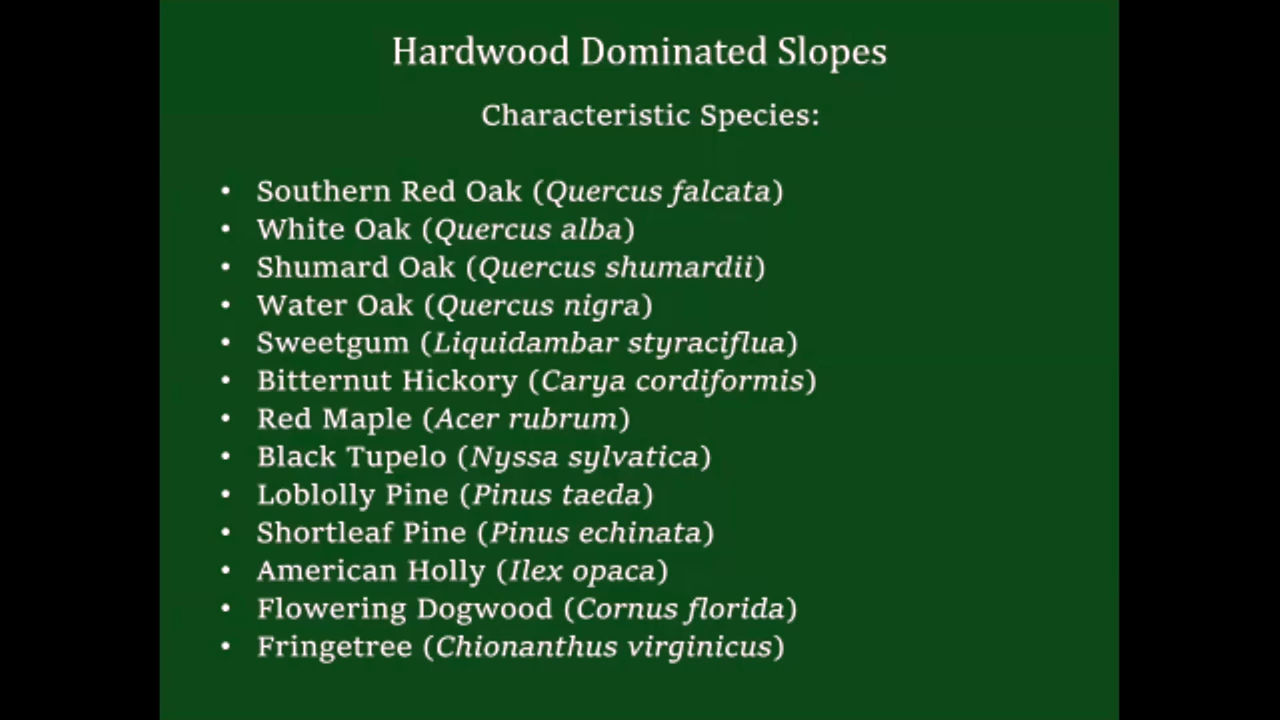 Hardwood Dominated Slopes
Characteristic Species:
• Southern Red Oak (Quercus falcata)
• White Oak (Quercus alba)
• Shumard Oak (Quercus shumardii)
• Water Oak (Quercus nigra)
• Sweetgum (Liquidambar styraciflua)
• Bitternut Hickory (Carya cordiformis)
• Red Maple (Acer rubrum)
• Black Tupelo (Nyssa sylvatica)
• Loblolly Pine (Pinus taeda)
• Shortleaf Pine (Pinus echinata)
• American Holly (Ilex opaca)
• Flowering Dogwood (Cornus florida)
• Fringetree (Chionanthus virginicus)